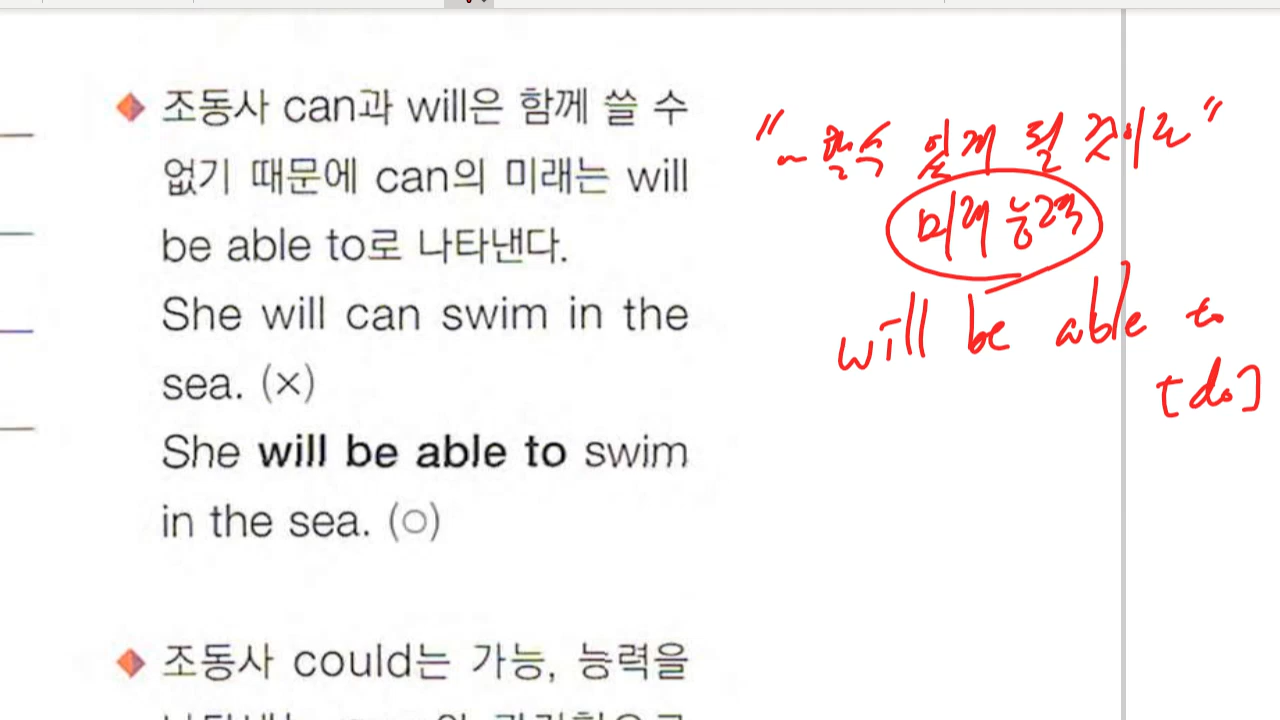 조동사 can과 will은 함께 쓸 수
없기 때문에 can의 미래는 will
be able to로 나타낸다.
She will can swim in the
sea. (×)
She will be able to swim
in the sea. (○)
조동사 could는 가능, 능력을
"~ 할 수 있게 될 것이다"
미래 능력
will be able to
[do]